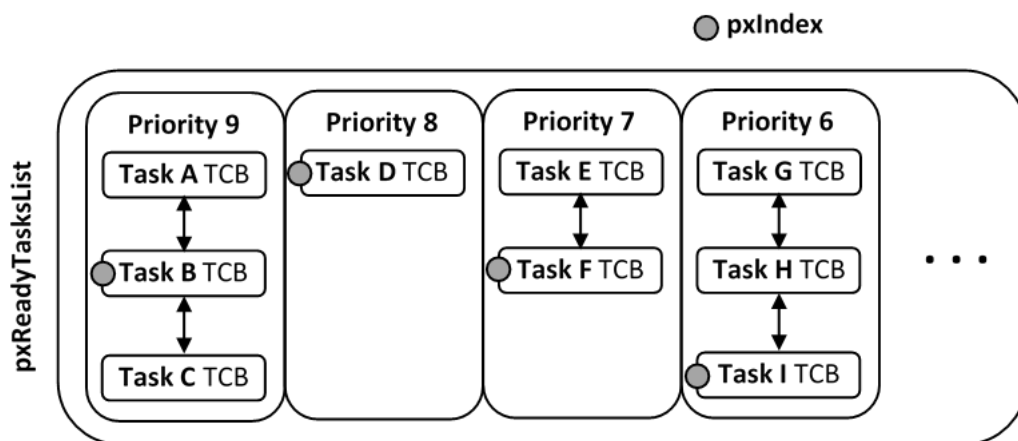 pxIndex
pxReadyTasksList
Priority 9
Task A TCB
Task B TCB
Task C TCB
Priority 8
Task D TCB
Priority 7
Task E TCB
Task F TCB
Priority 6
Task G TCB
Task H TCB
Task I TCB
. . .